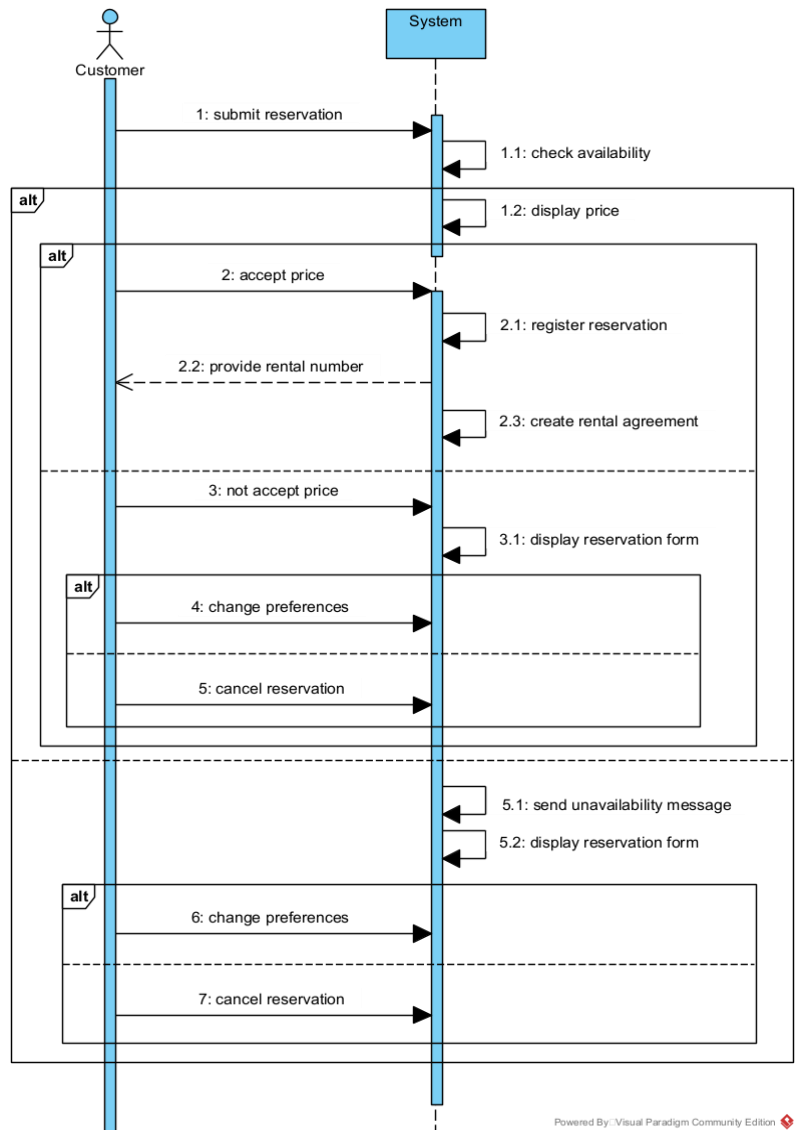 System
Customer
1: submit reservation
1.1: check availability
alt
1.2: display price
alt
2: accept price
2.1: register reservation
2.2: provide rental number
2.3: create rental agreement
3: not accept price
3.1: display reservation form
alt
4: change preferences
5: cancel reservation
5.1: send unavailability message
5.2: display reservation form
alt
6: change preferences
7: cancel reservation
Powered By Visual Paradigm Community Edition